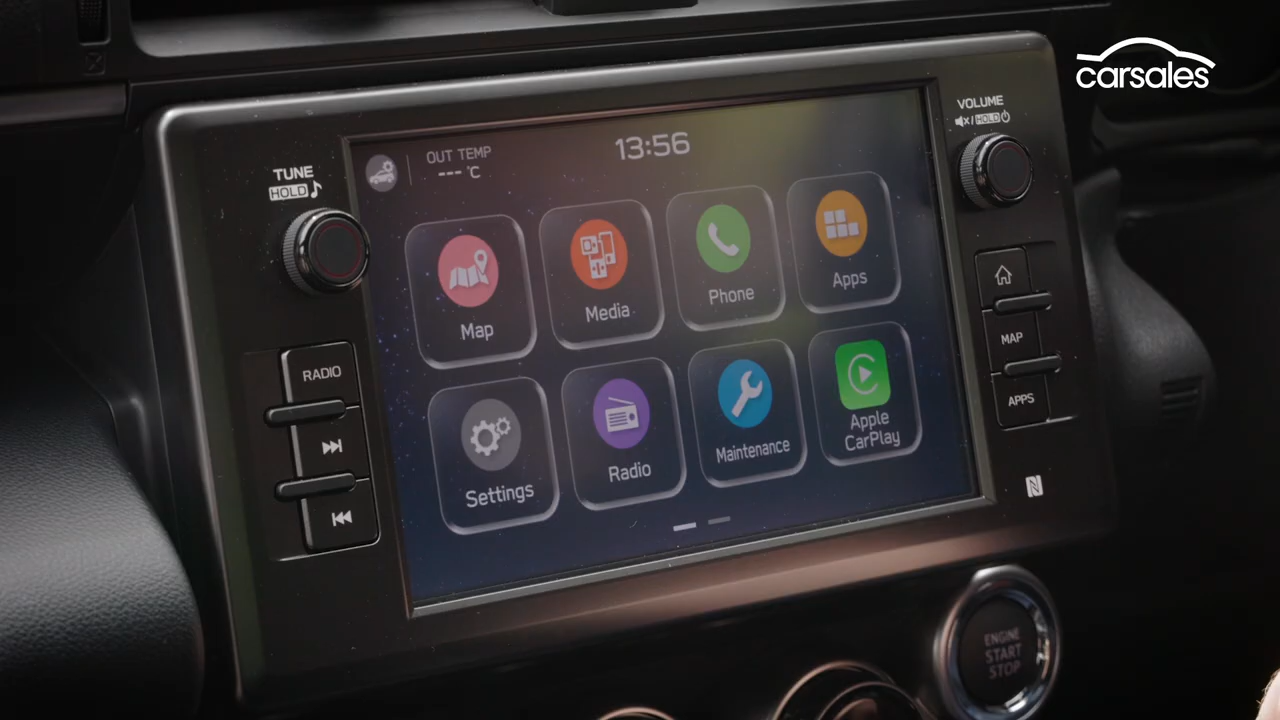 carsales
VOLUME
HOLD
TUNE
HOLD
OUT TEMP
--- °C
13:56
Map
Media
Phone
Apps
Settings
Radio
Maintenance
Apple
CarPlay
RADIO
MAP
APPS
ENGINE
START
STOP